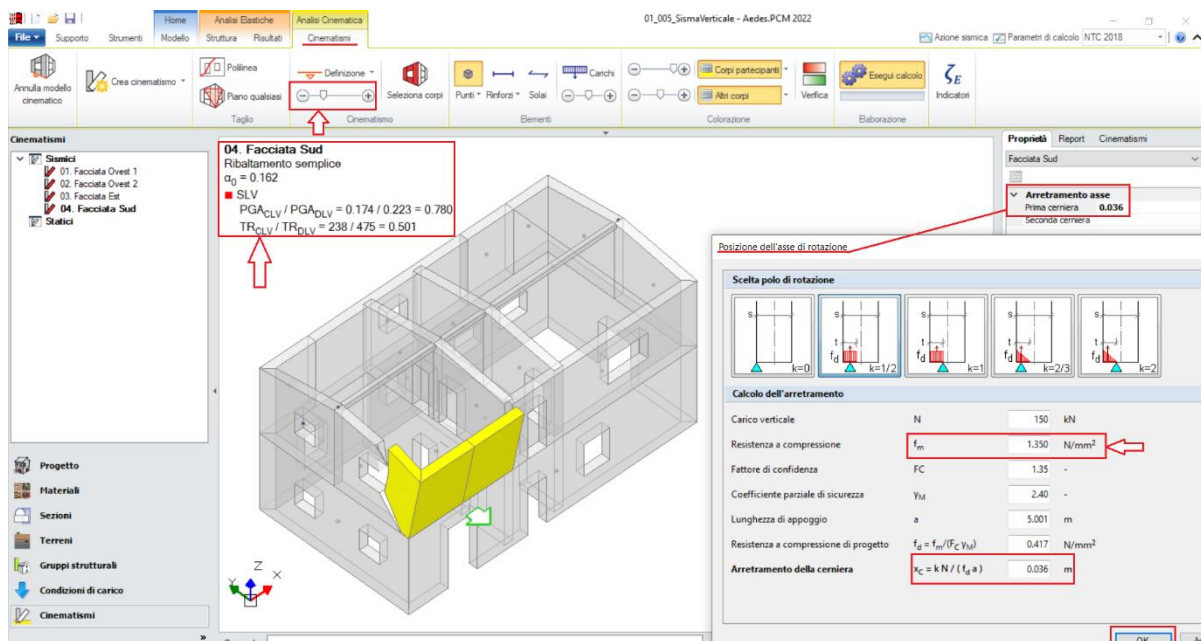 01_005_SismaVerticale - Aedes.PCM 2022
Home
Analisi Elastiche
Analisi Cinematica
File
Supporto
Strumenti
Modello
Struttura
Risultati
Cinematismi
Azione sismica
Parametri di calcolo
NTC 2018
Annulla modello
cinematico
Crea cinematismo
Polilinea
Piano qualsiasi
Taglio
Definizione
Seleziona corpi
Cinematismo
Punti
Rinforzi
Solai
Carichi
Elementi
Corpi partecipanti
Altri corpi
Verifica
Colorazione
Esegui calcolo
Elaborazione
ζE
Indicatori
Cinematismi
Sismici
01. Facciata Ovest 1
02. Facciata Ovest 2
03. Facciata Est
04. Facciata Sud
Statici
04. Facciata Sud
Ribaltamento semplice
α0 = 0.162
SLV
PGACLV / PGADLV = 0.174 / 0.223 = 0.780
TRCLV / TRDLV = 238 / 475 = 0.501
Proprietà
Report
Cinematismi
Facciata Sud
Arretramento asse
Prima cerniera 0.036
Seconda cerniera
Posizione dell'asse di rotazione
Scelta polo di rotazione
s
k=0
s
t
fd
k=1/2
s
t
fd
k=1
s
t
fd
k=2/3
s
t
fd
k=2
Calcolo dell'arretramento
Carico verticale N 150 kN
Resistenza a compressione fm 1.350 N/mm²
Fattore di confidenza FC 1.35 -
Coefficiente parziale di sicurezza γM 2.40 -
Lunghezza di appoggio a 5.001 m
Resistenza a compressione di progetto fd = fm/(FC γM) 0.417 N/mm²
Arretramento della cerniera xC = k N / ( fd a ) 0.036 m
OK
Progetto
Materiali
Sezioni
Terreni
Gruppi strutturali
Condizioni di carico
Cinematismi
»
Z
Y
X